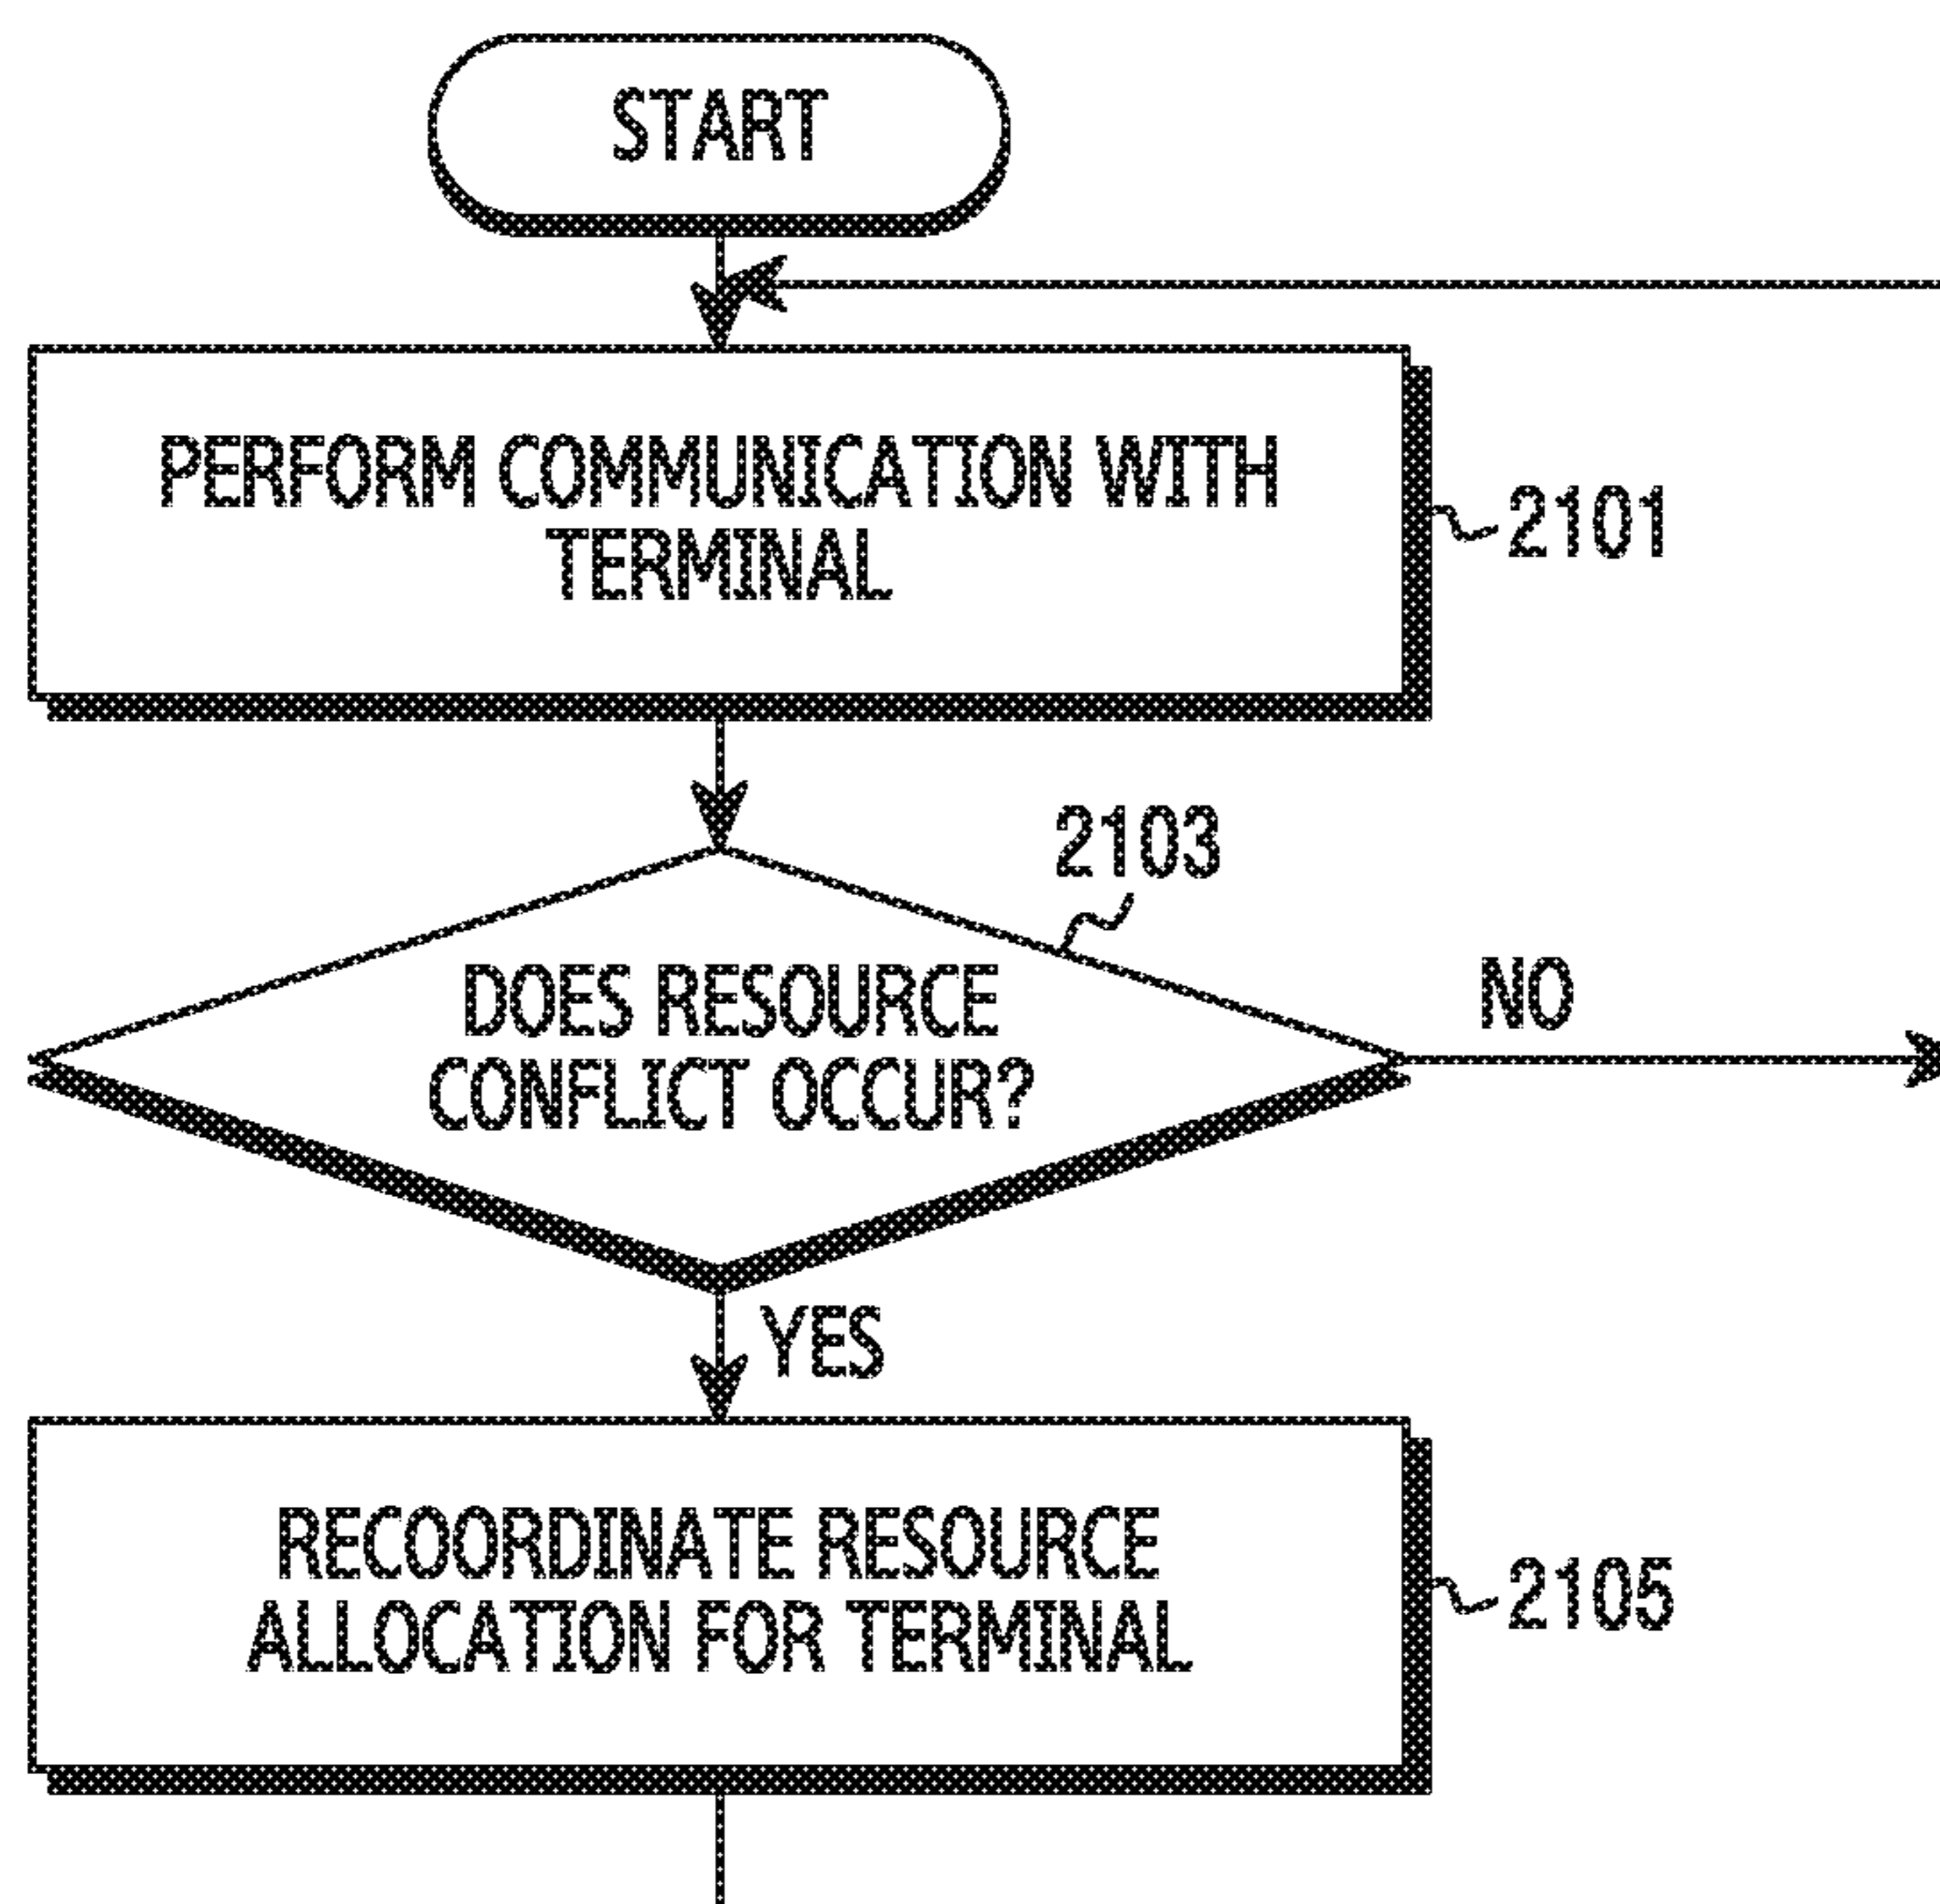 START
PERFORM COMMUNICATION WITH
TERMINAL
2101
2103
DOES RESOURCE
CONFLICT OCCUR?
NO
YES
RECOORDINATE RESOURCE
ALLOCATION FOR TERMINAL
2105